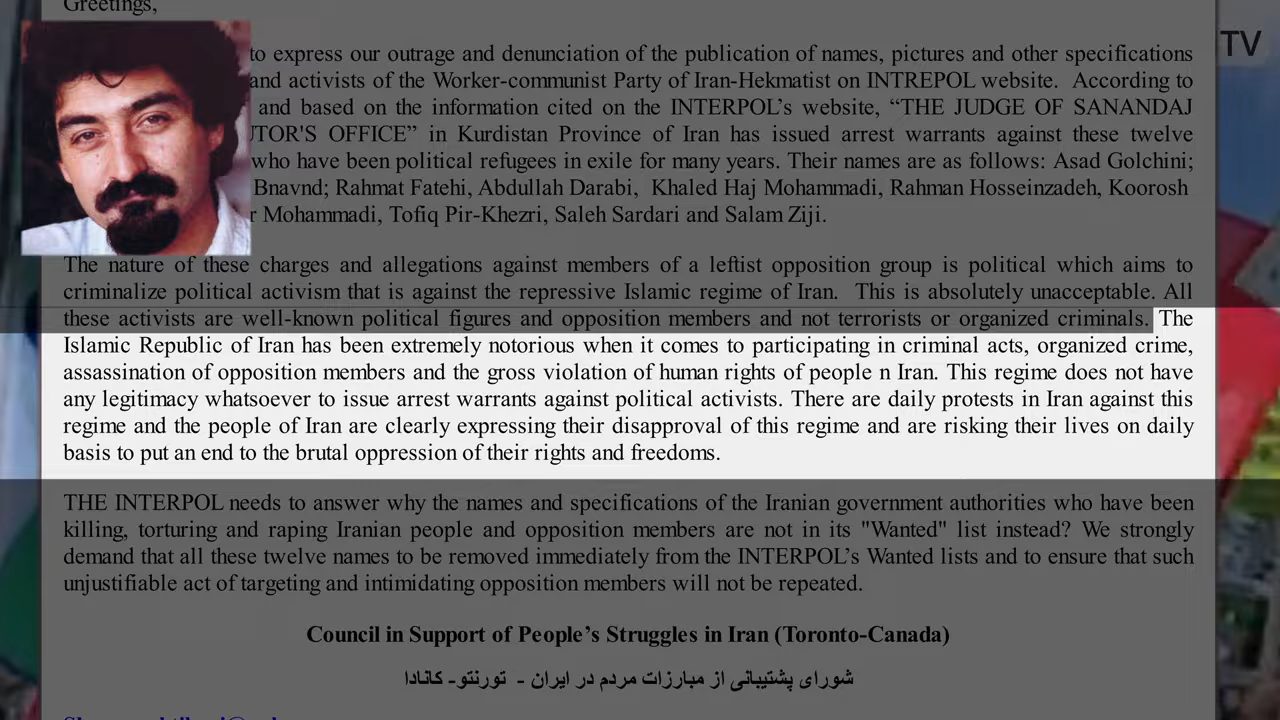 Greetings,
TV
to express our outrage and denunciation of the publication of names, pictures and other specifications
and activists of the Worker-communist Party of Iran-Hekmatist on INTREPOL website. According to
and based on the information cited on the INTERPOL’s website, “THE JUDGE OF SANANDAJ
UTOR'S OFFICE” in Kurdistan Province of Iran has issued arrest warrants against these twelve
who have been political refugees in exile for many years. Their names are as follows: Asad Golchini;
Bnavnd; Rahmat Fatehi, Abdullah Darabi, Khaled Haj Mohammadi, Rahman Hosseinzadeh, Koorosh
r Mohammadi, Tofiq Pir-Khezri, Saleh Sardari and Salam Ziji.
The nature of these charges and allegations against members of a leftist opposition group is political which aims to
criminalize political activism that is against the repressive Islamic regime of Iran. This is absolutely unacceptable. All
these activists are well-known political figures and opposition members and not terrorists or organized criminals. The
Islamic Republic of Iran has been extremely notorious when it comes to participating in criminal acts, organized crime,
assassination of opposition members and the gross violation of human rights of people n Iran. This regime does not have
any legitimacy whatsoever to issue arrest warrants against political activists. There are daily protests in Iran against this
regime and the people of Iran are clearly expressing their disapproval of this regime and are risking their lives on daily
basis to put an end to the brutal oppression of their rights and freedoms.
THE INTERPOL needs to answer why the names and specifications of the Iranian government authorities who have been
killing, torturing and raping Iranian people and opposition members are not in its "Wanted" list instead? We strongly
demand that all these twelve names to be removed immediately from the INTERPOL’s Wanted lists and to ensure that such
unjustifiable act of targeting and intimidating opposition members will not be repeated.
Council in Support of People’s Struggles in Iran (Toronto-Canada)
شورای پشتیبانی از مبارزات مردم در ایران - تورنتو- کانادا